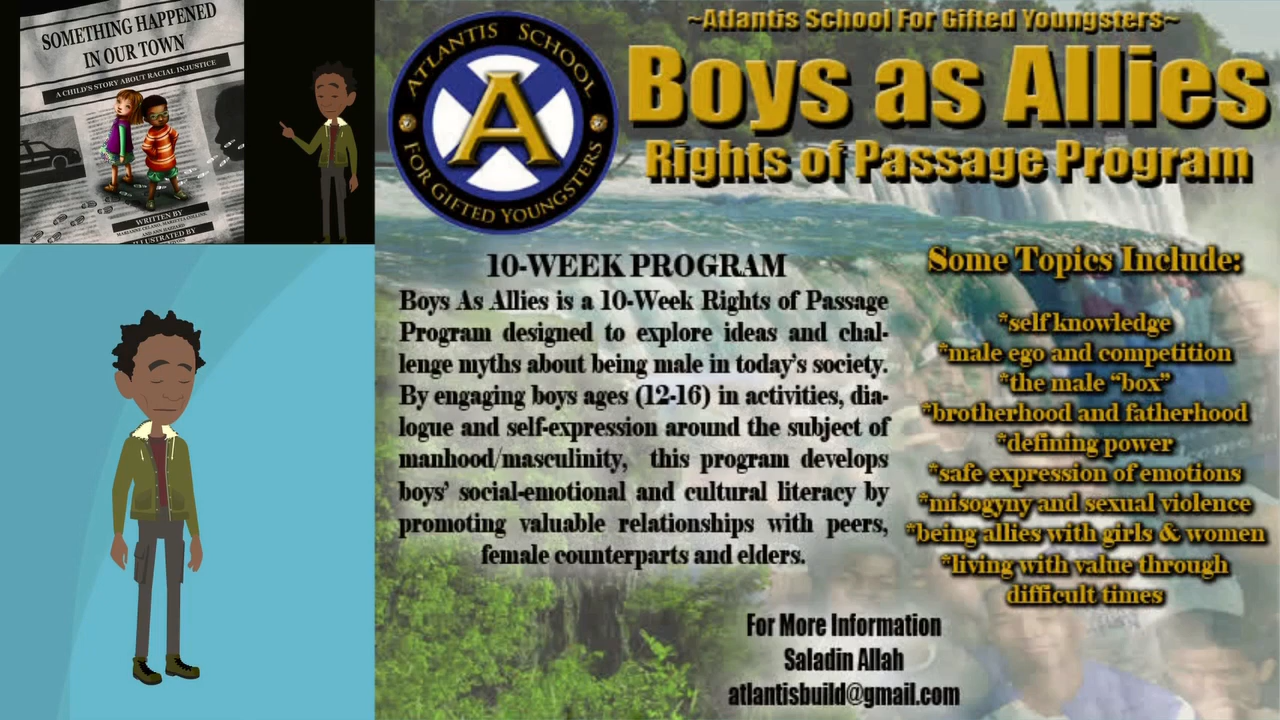 SOMETHING HAPPENED
IN OUR TOWN
A CHILD'S STORY ABOUT RACIAL INJUSTICE
WRITTEN BY
ILLUSTRATED BY
ATLANTIS SCHOOL
A
FOR GIFTED YOUNGSTERS
~Atlantis School For Gifted Youngsters~
Boys as Allies
Rights of Passage Program
10-WEEK PROGRAM
Boys As Allies is a 10-Week Rights of Passage
Program designed to explore ideas and chal-
lenge myths about being male in today's society.
By engaging boys ages (12-16) in activities, dia-
logue and self-expression around the subject of
manhood/masculinity, this program develops
boys' social-emotional and cultural literacy by
promoting valuable relationships with peers,
female counterparts and elders.
Some Topics Include:
*self knowledge
*male ego and competition
*the male "box"
*brotherhood and fatherhood
*defining power
*safe expression of emotions
*misogyny and sexual violence
*being allies with girls & women
*living with value through
difficult times
For More Information
Saladin Allah
atlantisbuild@gmail.com